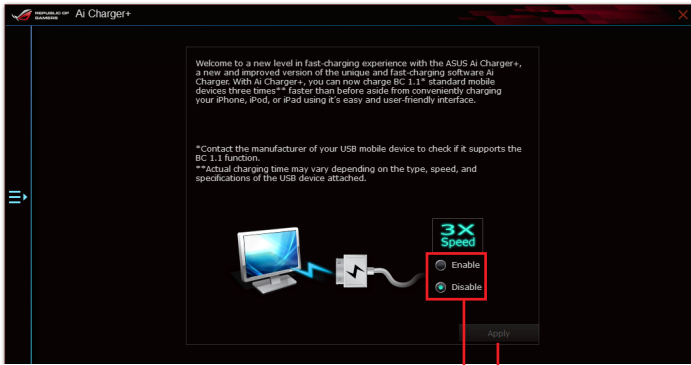 REPUBLIC OF
GAMERS
Ai Charger+
Welcome to a new level in fast-charging experience with the ASUS Ai Charger+,
a new and improved version of the unique and fast-charging software Ai
Charger. With Ai Charger+, you can now charge BC 1.1* standard mobile
devices three times** faster than before aside from conveniently charging
your iPhone, iPod, or iPad using it's easy and user-friendly interface.
*Contact the manufacturer of your USB mobile device to check if it supports the
BC 1.1 function.
**Actual charging time may vary depending on the type, speed, and
specifications of the USB device attached.
3X
Speed
Enable
Disable
Apply